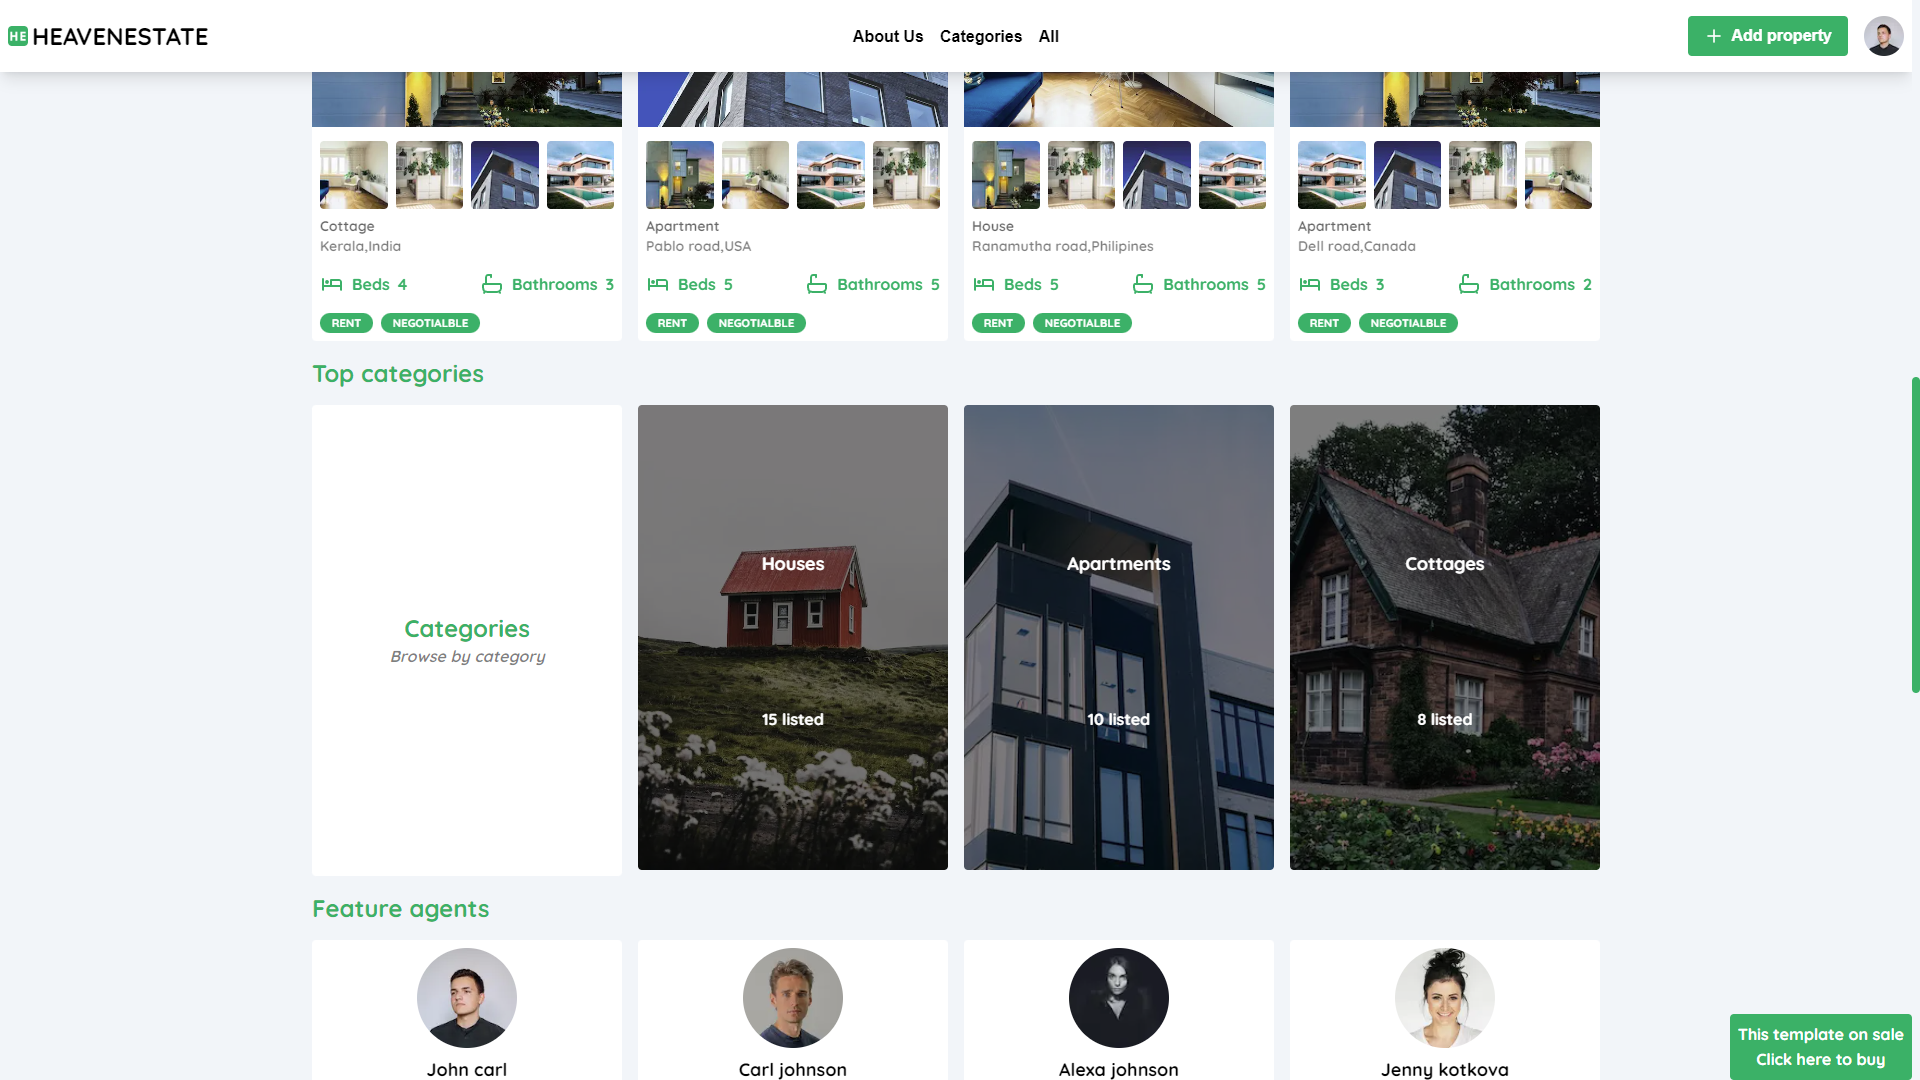 HE HEAVENESTATE
About Us Categories All
+ Add property
Cottage
Kerala,India
Beds 4 Bathrooms 3
RENT NEGOTIALBLE
Apartment
Pablo road,USA
Beds 5 Bathrooms 5
RENT NEGOTIALBLE
House
Ranamutha road,Philipines
Beds 5 Bathrooms 5
RENT NEGOTIALBLE
Apartment
Dell road,Canada
Beds 3 Bathrooms 2
RENT NEGOTIALBLE
Top categories
Categories
Browse by category
Houses
15 listed
Apartments
10 listed
Cottages
8 listed
Feature agents
John carl
Carl johnson
Alexa johnson
Jenny kotkova
This template on sale
Click here to buy